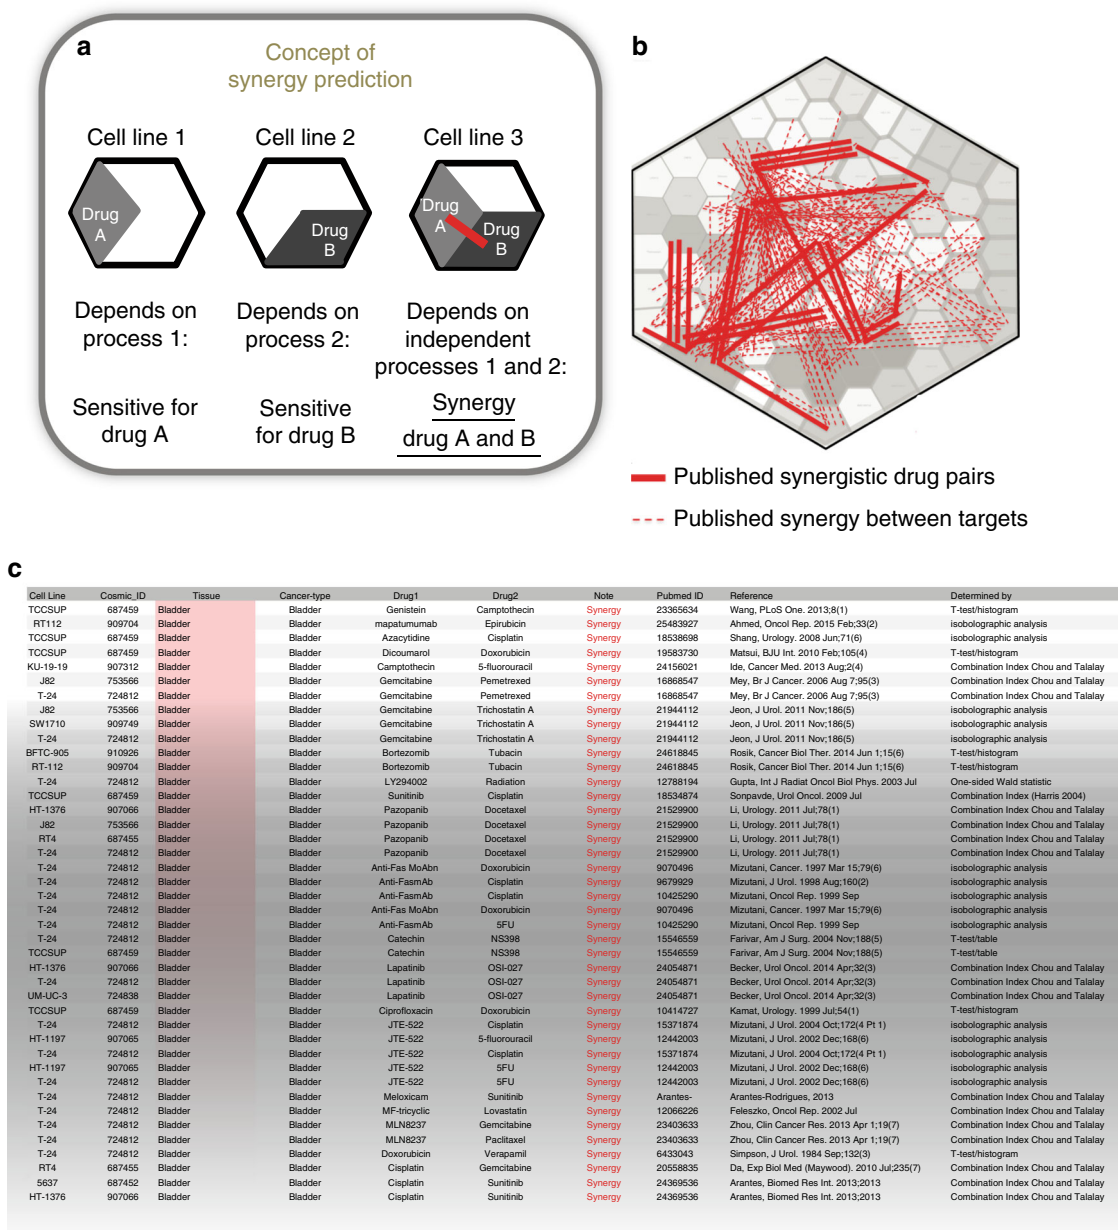 a
Concept of
synergy prediction
Cell line 1
Cell line 2
Cell line 3
Drug
A
Drug
B
Drug
A
Drug
B
Depends on
process 1:
Depends on
process 2:
Depends on
independent
processes 1 and 2:
Sensitive for
drug A
Sensitive
for drug B
Synergy
drug A and B
b
Published synergistic drug pairs
Published synergy between targets
c
Cell Line Cosmic_ID Tissue Cancer-type Drug1 Drug2 Note Pubmed ID Reference Determined by
TCCSUP 687459 Bladder Bladder Genistein Camptothecin Synergy 23365634 Wang, PLoS One. 2013;8(1) T-test/histogram
RT112 909704 Bladder Bladder mapatumumab Epirubicin Synergy 25483927 Ahmed, Oncol Rep. 2015 Feb;33(2) isobolographic analysis
TCCSUP 687459 Bladder Bladder Azacytidine Cisplatin Synergy 18538698 Shang, Urology. 2008 Jun;71(6) isobolographic analysis
TCCSUP 687459 Bladder Bladder Dicoumarol Doxorubicin Synergy 19583730 Matsui, BJU Int. 2010 Feb;105(4) T-test/histogram
KU-19-19 907312 Bladder Bladder Camptothecin 5-fluorouracil Synergy 24156021 Ide, Cancer Med. 2013 Aug;2(4) Combination Index Chou and Talalay
J82 753566 Bladder Bladder Gemcitabine Pemetrexed Synergy 16868547 Mey, Br J Cancer. 2006 Aug 7;95(3) Combination Index Chou and Talalay
T-24 724812 Bladder Bladder Gemcitabine Pemetrexed Synergy 16868547 Mey, Br J Cancer. 2006 Aug 7;95(3) Combination Index Chou and Talalay
J82 753566 Bladder Bladder Gemcitabine Trichostatin A Synergy 21944112 Jeon, J Urol. 2011 Nov;186(5) isobolographic analysis
SW1710 909749 Bladder Bladder Gemcitabine Trichostatin A Synergy 21944112 Jeon, J Urol. 2011 Nov;186(5) isobolographic analysis
T-24 724812 Bladder Bladder Gemcitabine Trichostatin A Synergy 21944112 Jeon, J Urol. 2011 Nov;186(5) isobolographic analysis
BFTC-905 910926 Bladder Bladder Bortezomib Tubacin Synergy 24618845 Rosik, Cancer Biol Ther. 2014 Jun 1;15(6) T-test/histogram
RT-112 909704 Bladder Bladder Bortezomib Tubacin Synergy 24618845 Rosik, Cancer Biol Ther. 2014 Jun 1;15(6) T-test/histogram
T-24 724812 Bladder Bladder LY294002 Radiation Synergy 12788194 Gupta, Int J Radiat Oncol Biol Phys. 2003 Jul One-sided Wald statistic
TCCSUP 687459 Bladder Bladder Sunitinib Cisplatin Synergy 18534874 Sonpavde, Urol Oncol. 2009 Jul Combination Index (Harris 2004)
HT-1376 907066 Bladder Bladder Pazopanib Docetaxel Synergy 21529900 Li, Urology. 2011 Jul;78(1) Combination Index Chou and Talalay
J82 753566 Bladder Bladder Pazopanib Docetaxel Synergy 21529900 Li, Urology. 2011 Jul;78(1) Combination Index Chou and Talalay
RT4 687455 Bladder Bladder Pazopanib Docetaxel Synergy 21529900 Li, Urology. 2011 Jul;78(1) Combination Index Chou and Talalay
T-24 724812 Bladder Bladder Pazopanib Docetaxel Synergy 21529900 Li, Urology. 2011 Jul;78(1) Combination Index Chou and Talalay
T-24 724812 Bladder Bladder Anti-Fas MoAbn Doxorubicin Synergy 9070496 Mizutani, Cancer. 1997 Mar 15;79(6) isobolographic analysis
T-24 724812 Bladder Bladder Anti-FasmAb Cisplatin Synergy 9679929 Mizutani, J Urol. 1998 Aug;160(2) isobolographic analysis
T-24 724812 Bladder Bladder Anti-FasmAb Cisplatin Synergy 10425290 Mizutani, Oncol Rep. 1999 Sep isobolographic analysis
T-24 724812 Bladder Bladder Anti-Fas MoAbn Doxorubicin Synergy 9070496 Mizutani, Cancer. 1997 Mar 15;79(6) isobolographic analysis
T-24 724812 Bladder Bladder Anti-FasmAb 5FU Synergy 10425290 Mizutani, Oncol Rep. 1999 Sep isobolographic analysis
T-24 724812 Bladder Bladder Catechin NS398 Synergy 15546559 Farivar, Am J Surg. 2004 Nov;188(5) T-test/table
TCCSUP 687459 Bladder Bladder Catechin NS398 Synergy 15546559 Farivar, Am J Surg. 2004 Nov;188(5) T-test/table
HT-1376 907066 Bladder Bladder Lapatinib OSI-027 Synergy 24054871 Becker, Urol Oncol. 2014 Apr;32(3) Combination Index Chou and Talalay
T-24 724812 Bladder Bladder Lapatinib OSI-027 Synergy 24054871 Becker, Urol Oncol. 2014 Apr;32(3) Combination Index Chou and Talalay
UM-UC-3 724838 Bladder Bladder Lapatinib OSI-027 Synergy 24054871 Becker, Urol Oncol. 2014 Apr;32(3) Combination Index Chou and Talalay
TCCSUP 687459 Bladder Bladder Ciprofloxacin Doxorubicin Synergy 10414727 Kamat, Urology. 1999 Jul;54(1) T-test/histogram
T-24 724812 Bladder Bladder JTE-522 Cisplatin Synergy 15371874 Mizutani, J Urol. 2004 Oct;172(4 Pt 1) isobolographic analysis
HT-1197 907065 Bladder Bladder JTE-522 5-fluorouracil Synergy 12442003 Mizutani, J Urol. 2002 Dec;168(6) isobolographic analysis
T-24 724812 Bladder Bladder JTE-522 Cisplatin Synergy 15371874 Mizutani, J Urol. 2004 Oct;172(4 Pt 1) isobolographic analysis
HT-1197 907065 Bladder Bladder JTE-522 5FU Synergy 12442003 Mizutani, J Urol. 2002 Dec;168(6) isobolographic analysis
T-24 724812 Bladder Bladder JTE-522 5FU Synergy 12442003 Mizutani, J Urol. 2002 Dec;168(6) isobolographic analysis
T-24 724812 Bladder Bladder Meloxicam Sunitinib Synergy Arantes- Arantes-Rodrigues, 2013 Combination Index Chou and Talalay
T-24 724812 Bladder Bladder MF-tricyclic Lovastatin Synergy 12066226 Feleszko, Oncol Rep. 2002 Jul Combination Index Chou and Talalay
T-24 724812 Bladder Bladder MLN8237 Gemcitabine Synergy 23403633 Zhou, Clin Cancer Res. 2013 Apr 1;19(7) Combination Index Chou and Talalay
T-24 724812 Bladder Bladder MLN8237 Paclitaxel Synergy 23403633 Zhou, Clin Cancer Res. 2013 Apr 1;19(7) Combination Index Chou and Talalay
T-24 724812 Bladder Bladder Doxorubicin Verapamil Synergy 6433043 Simpson, J Urol. 1984 Sep;132(3) T-test/histogram
RT4 687455 Bladder Bladder Cisplatin Gemcitabine Synergy 20558835 Da, Exp Biol Med (Maywood). 2010 Jul;235(7) Combination Index Chou and Talalay
5637 687452 Bladder Bladder Cisplatin Sunitinib Synergy 24369536 Arantes, Biomed Res Int. 2013;2013 Combination Index Chou and Talalay
HT-1376 907066 Bladder Bladder Cisplatin Sunitinib Synergy 24369536 Arantes, Biomed Res Int. 2013;2013 Combination Index Chou and Talalay